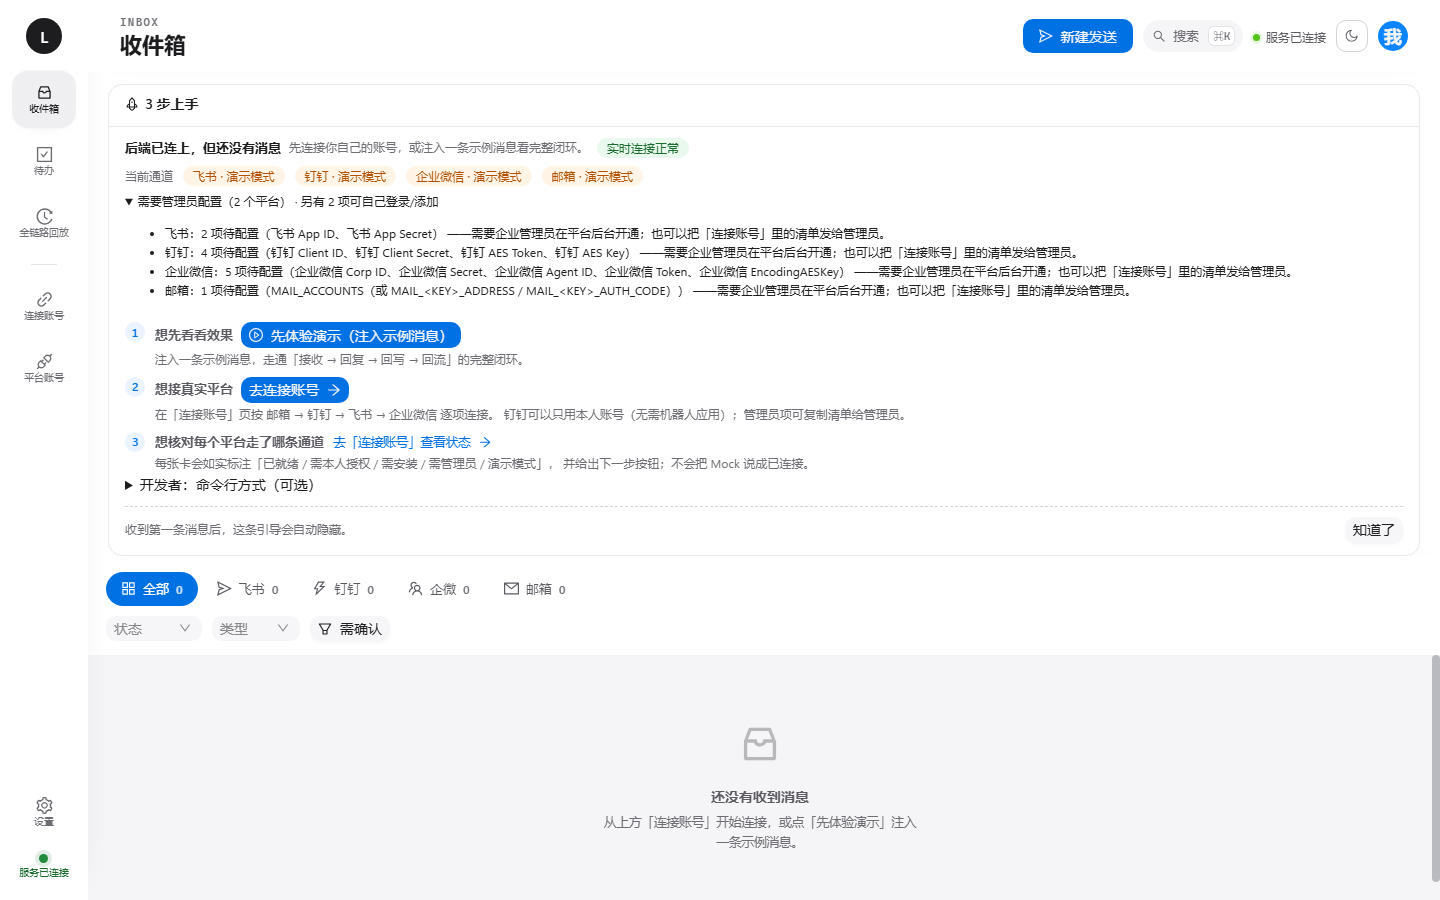 L
INBOX
收件箱
新建发送
搜索 ⌘K
服务已连接
我
收件箱
待办
全链路回放
连接账号
平台账号
设置
服务已连接
3 步上手
后端已连上，但还没有消息 先连接你自己的账号，或注入一条示例消息看完整闭环。 实时连接正常
当前通道 飞书 · 演示模式 钉钉 · 演示模式 企业微信 · 演示模式 邮箱 · 演示模式
▼ 需要管理员配置（2 个平台） · 另有 2 项可自己登录/添加
• 飞书：2 项待配置（飞书 App ID、飞书 App Secret） ——需要企业管理员在平台后台开通；也可以把「连接账号」里的清单发给管理员。
• 钉钉：4 项待配置（钉钉 Client ID、钉钉 Client Secret、钉钉 AES Token、钉钉 AES Key） ——需要企业管理员在平台后台开通；也可以把「连接账号」里的清单发给管理员。
• 企业微信：5 项待配置（企业微信 Corp ID、企业微信 Secret、企业微信 Agent ID、企业微信 Token、企业微信 EncodingAESKey） ——需要企业管理员在平台后台开通；也可以把「连接账号」里的清单发给管理员。
• 邮箱：1 项待配置（MAIL_ACCOUNTS（或 MAIL_<KEY>_ADDRESS / MAIL_<KEY>_AUTH_CODE）） ——需要企业管理员在平台后台开通；也可以把「连接账号」里的清单发给管理员。
1 想先看看效果 先体验演示（注入示例消息）
注入一条示例消息，走通「接收 → 回复 → 回写 → 回流」的完整闭环。
2 想接真实平台 去连接账号 →
在「连接账号」页按 邮箱 → 钉钉 → 飞书 → 企业微信 逐项连接。 钉钉可以只用本人账号（无需机器人应用）；管理员项可复制清单给管理员。
3 想核对每个平台走了哪条通道 去「连接账号」查看状态 →
每张卡会如实标注「已就绪 / 需本人授权 / 需安装 / 需管理员 / 演示模式」， 并给出下一步按钮；不会把 Mock 说成已连接。
▶ 开发者：命令行方式（可选）
收到第一条消息后，这条引导会自动隐藏。
知道了
全部 0 飞书 0 钉钉 0 企微 0 邮箱 0
状态 类型 需确认
还没有收到消息
从上方「连接账号」开始连接，或点「先体验演示」注入
一条示例消息。